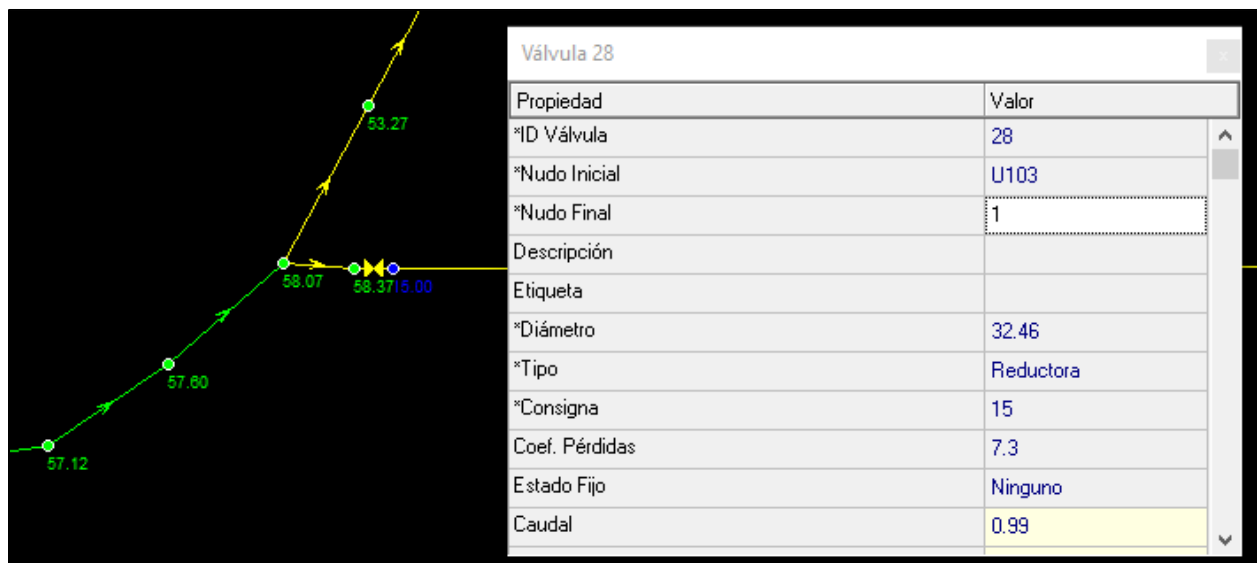 53.27
58.07
58.37
15.00
57.60
57.12
Válvula 28
x
Propiedad Valor
*ID Válvula 28
*Nudo Inicial U103
*Nudo Final 1
Descripción
Etiqueta
*Diámetro 32.46
*Tipo Reductora
*Consigna 15
Coef. Pérdidas 7.3
Estado Fijo Ninguno
Caudal 0.99